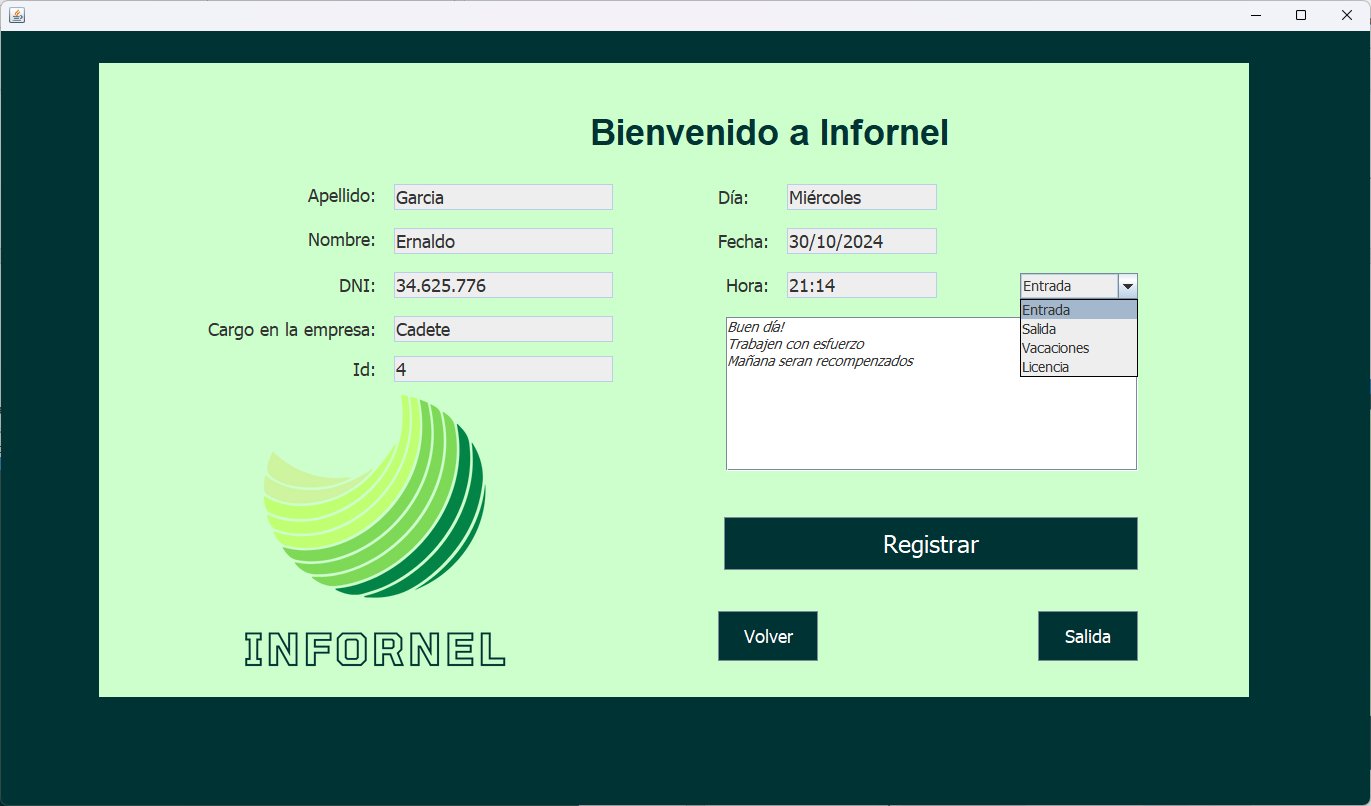 Bienvenido a Infornel
Apellido: Garcia
Nombre: Ernaldo
DNI: 34.625.776
Cargo en la empresa: Cadete
Id: 4
INFORNEL
Día: Miércoles
Fecha: 30/10/2024
Hora: 21:14
Entrada
Entrada
Salida
Vacaciones
Licencia
Buen día!
Trabajen con esfuerzo
Mañana seran recompenzados
Registrar
Volver
Salida